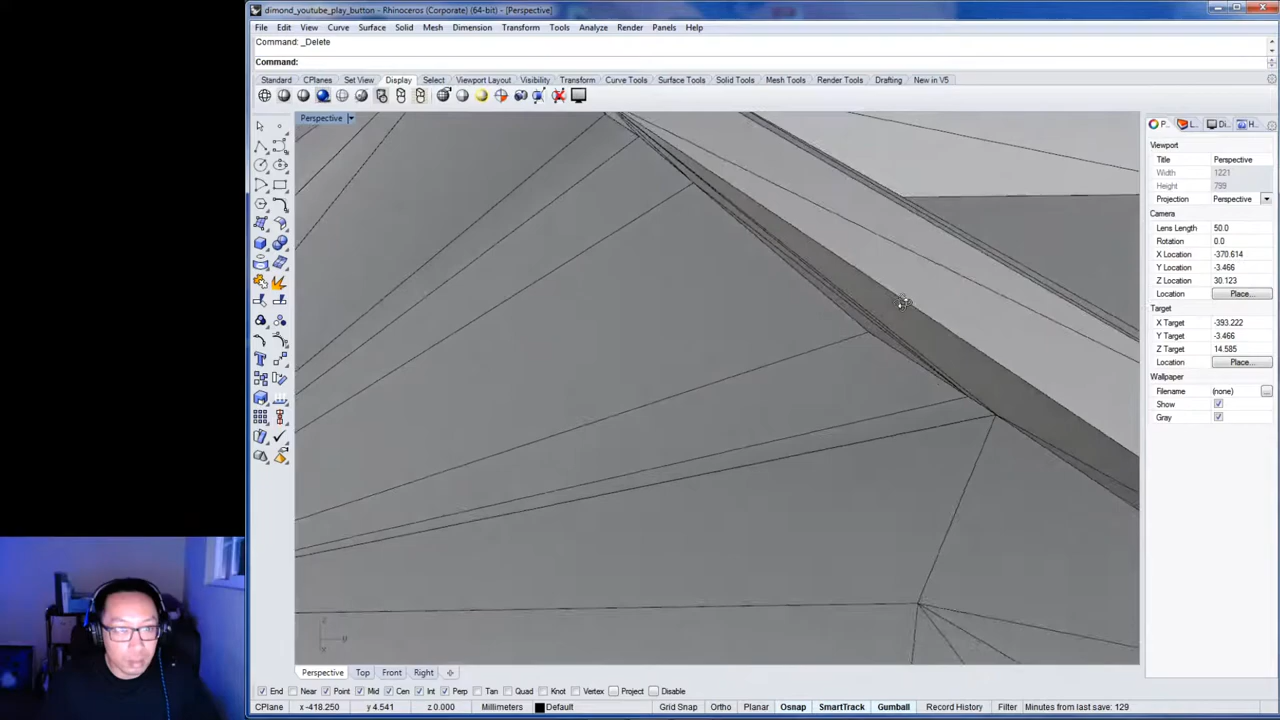 dimond_youtube_play_button - Rhinoceros (Corporate) (64-bit) - [Perspective]
File Edit View Curve Surface Solid Mesh Dimension Transform Tools Analyze Render Panels Help
Command: _Delete
Command:
Standard CPlanes Set View Display Select Viewport Layout Visibility Transform Curve Tools Surface Tools Solid Tools Mesh Tools Render Tools Drafting New in V5
Perspective
P... L... Di... H...
Viewport
Title Perspective
Width 1221
Height 799
Projection Perspective
Camera
Lens Length 50.0
Rotation 0.0
X Location -370.614
Y Location -3.466
Z Location 30.123
Location Place...
Target
X Target -393.222
Y Target -3.466
Z Target 14.585
Location Place...
Wallpaper
Filename (none)
Show
Gray
z
y
x
Perspective Top Front Right
End Near Point Mid Cen Int Perp Tan Quad Knot Vertex Project Disable
CPlane x -418.250 y 4.541 z 0.000 Millimeters Default Grid Snap Ortho Planar Osnap SmartTrack Gumball Record History Filter Minutes from last save: 129